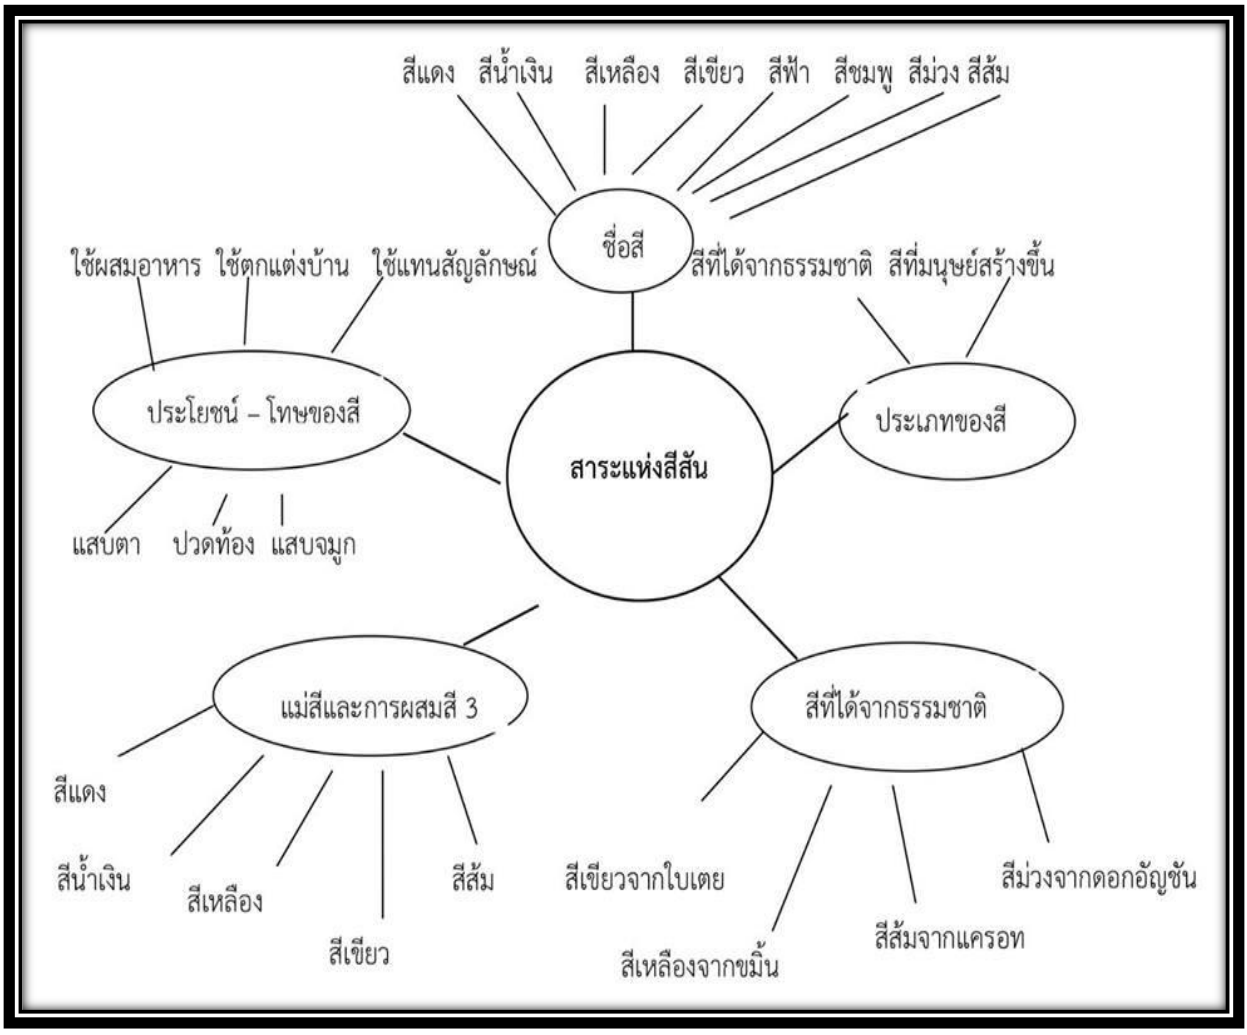 สีแดง สีน้ำเงิน สีเหลือง สีเขียว สีฟ้า สีชมพู สีม่วง สีส้ม
ชื่อสี
ใช้ผสมอาหาร ใช้ตกแต่งบ้าน ใช้แทนสัญลักษณ์
สีที่ได้จากธรรมชาติ สีที่มนุษย์สร้างขึ้น
ประโยชน์ – โทษของสี
ประเภทของสี
สาระแห่งสีสัน
แสบตา ปวดท้อง แสบจมูก
แม่สีและการผสมสี 3
สีที่ได้จากธรรมชาติ
สีแดง
สีน้ำเงิน
สีเหลือง
สีเขียว
สีส้ม
สีเขียวจากใบเตย
สีเหลืองจากขมิ้น
สีส้มจากแครอท
สีม่วงจากดอกอัญชัน